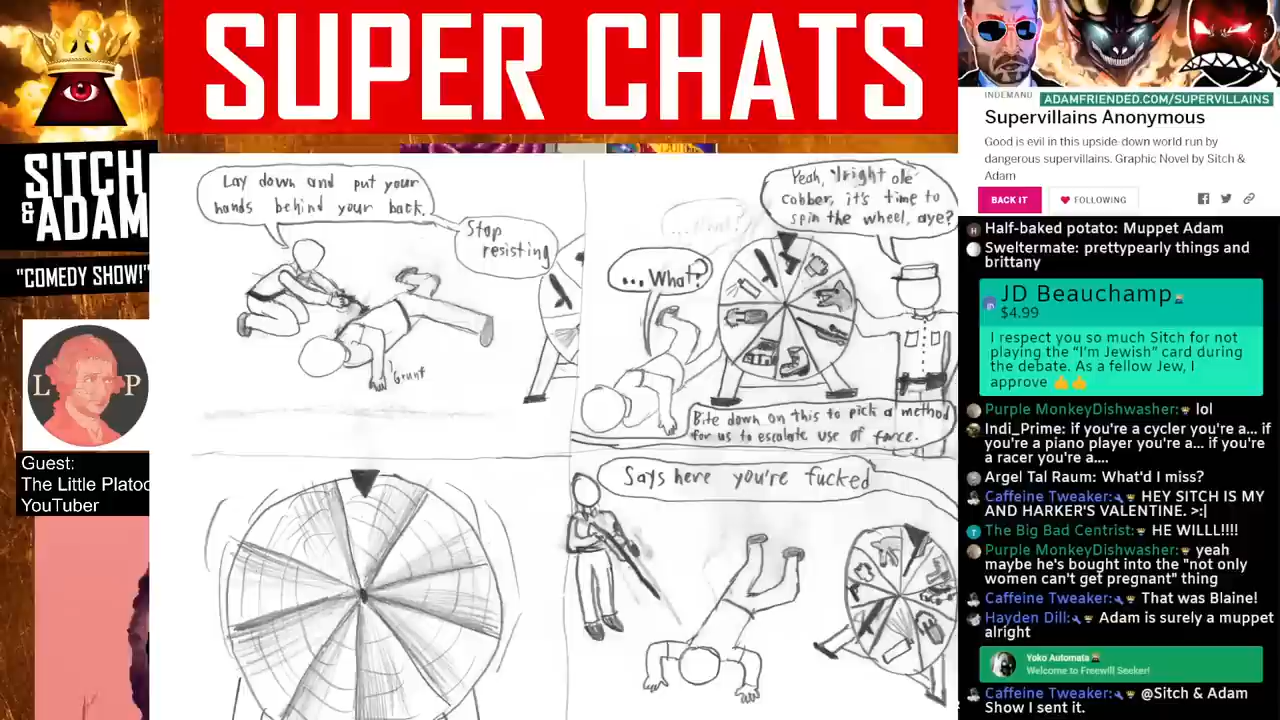 SUPER CHATS
SITCH
& ADAM
"COMEDY SHOW!"
L P
Guest:
The Little Platoo
YouTuber
Lay down and put your
hands behind your back.
Stop
resisting
Grunt
Yeah, 'lright ole'
cobber, it's time to
spin the wheel, aye?
...What?
...What?
Bite down on this to pick a method
for us to escalate use of force.
Says here you're fucked
INDEMAND
ADAMFRIENDED.COM/SUPERVILLAINS
Supervillains Anonymous
Good is evil in this upside-down world run by
dangerous supervillains. Graphic Novel by Sitch &
Adam
BACK IT
FOLLOWING
H Half-baked potato: Muppet Adam
Sweltermate: prettypearly things and
brittany
JD Beauchamp
$4.99
I respect you so much Sitch for not
playing the "I'm Jewish" card during
the debate. As a fellow Jew, I
approve 👍👍
Purple MonkeyDishwasher: lol
Indi_Prime: if you're a cycler you're a... if
you're a piano player you're a... if you're
a racer you're a....
Argel Tal Raum: What'd I miss?
Caffeine Tweaker: HEY SITCH IS MY
AND HARKER'S VALENTINE. >:|
T The Big Bad Centrist: HE WILLL!!!!
Purple MonkeyDishwasher: yeah
maybe he's bought into the "not only
women can't get pregnant" thing
Caffeine Tweaker: That was Blaine!
Hayden Dill: Adam is surely a muppet
alright
Yoko Automata
Welcome to Freewill Seeker!
Caffeine Tweaker: @Sitch & Adam
Show I sent it.